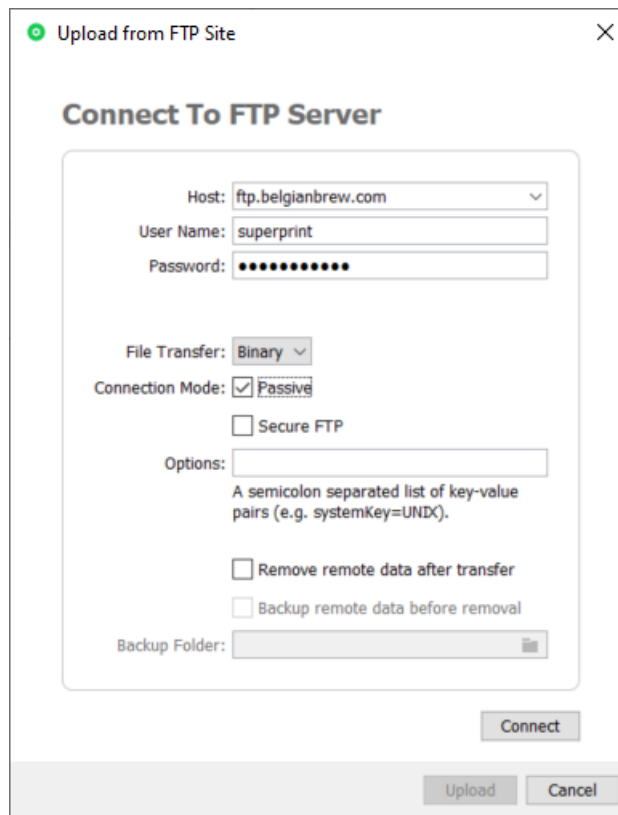 Upload from FTP Site
Connect To FTP Server
Host: ftp.belgianbrew.com
User Name: superprint
Password: ●●●●●●●●●●●
File Transfer: Binary
Connection Mode: Passive
Secure FTP
Options:
A semicolon separated list of key-value
pairs (e.g. systemKey=UNIX).
Remove remote data after transfer
Backup remote data before removal
Backup Folder:
Connect
Upload Cancel